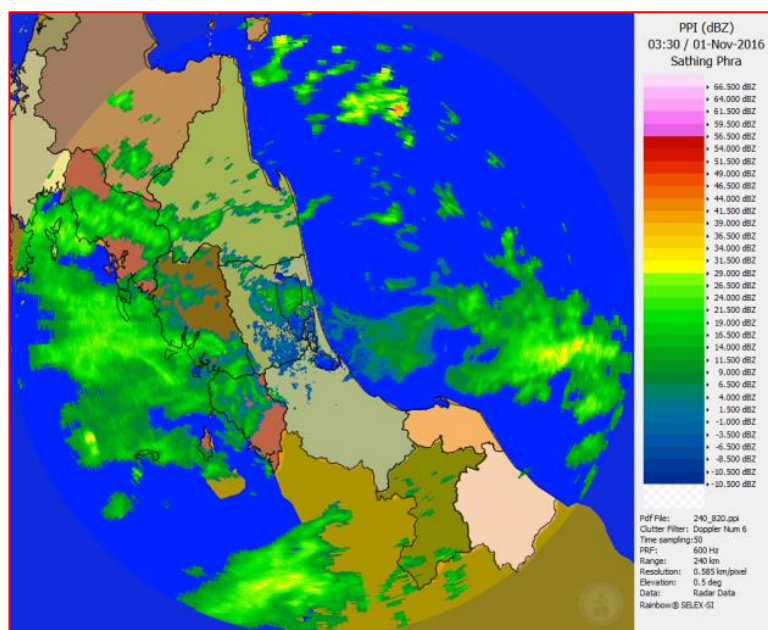 PPI (dBZ)
03:30 / 01-Nov-2016
Sathing Phra
66.500 dBZ
64.000 dBZ
61.500 dBZ
59.500 dBZ
56.500 dBZ
54.000 dBZ
51.500 dBZ
49.000 dBZ
46.500 dBZ
44.000 dBZ
41.500 dBZ
39.000 dBZ
36.500 dBZ
34.000 dBZ
31.500 dBZ
29.000 dBZ
26.500 dBZ
24.000 dBZ
21.500 dBZ
19.000 dBZ
16.500 dBZ
14.000 dBZ
11.500 dBZ
9.000 dBZ
6.500 dBZ
4.000 dBZ
1.500 dBZ
-1.000 dBZ
-3.500 dBZ
-6.500 dBZ
-8.500 dBZ
-10.500 dBZ
-10.500 dBZ
Pdf File: 240_820.ppi
Clutter Filter: Doppler Num 6
Time sampling:50
PRF: 600 Hz
Range: 240 km
Resolution: 0.585 km/pixel
Elevation: 0.5 deg
Data: Radar Data
Rainbow® SELEX-SI